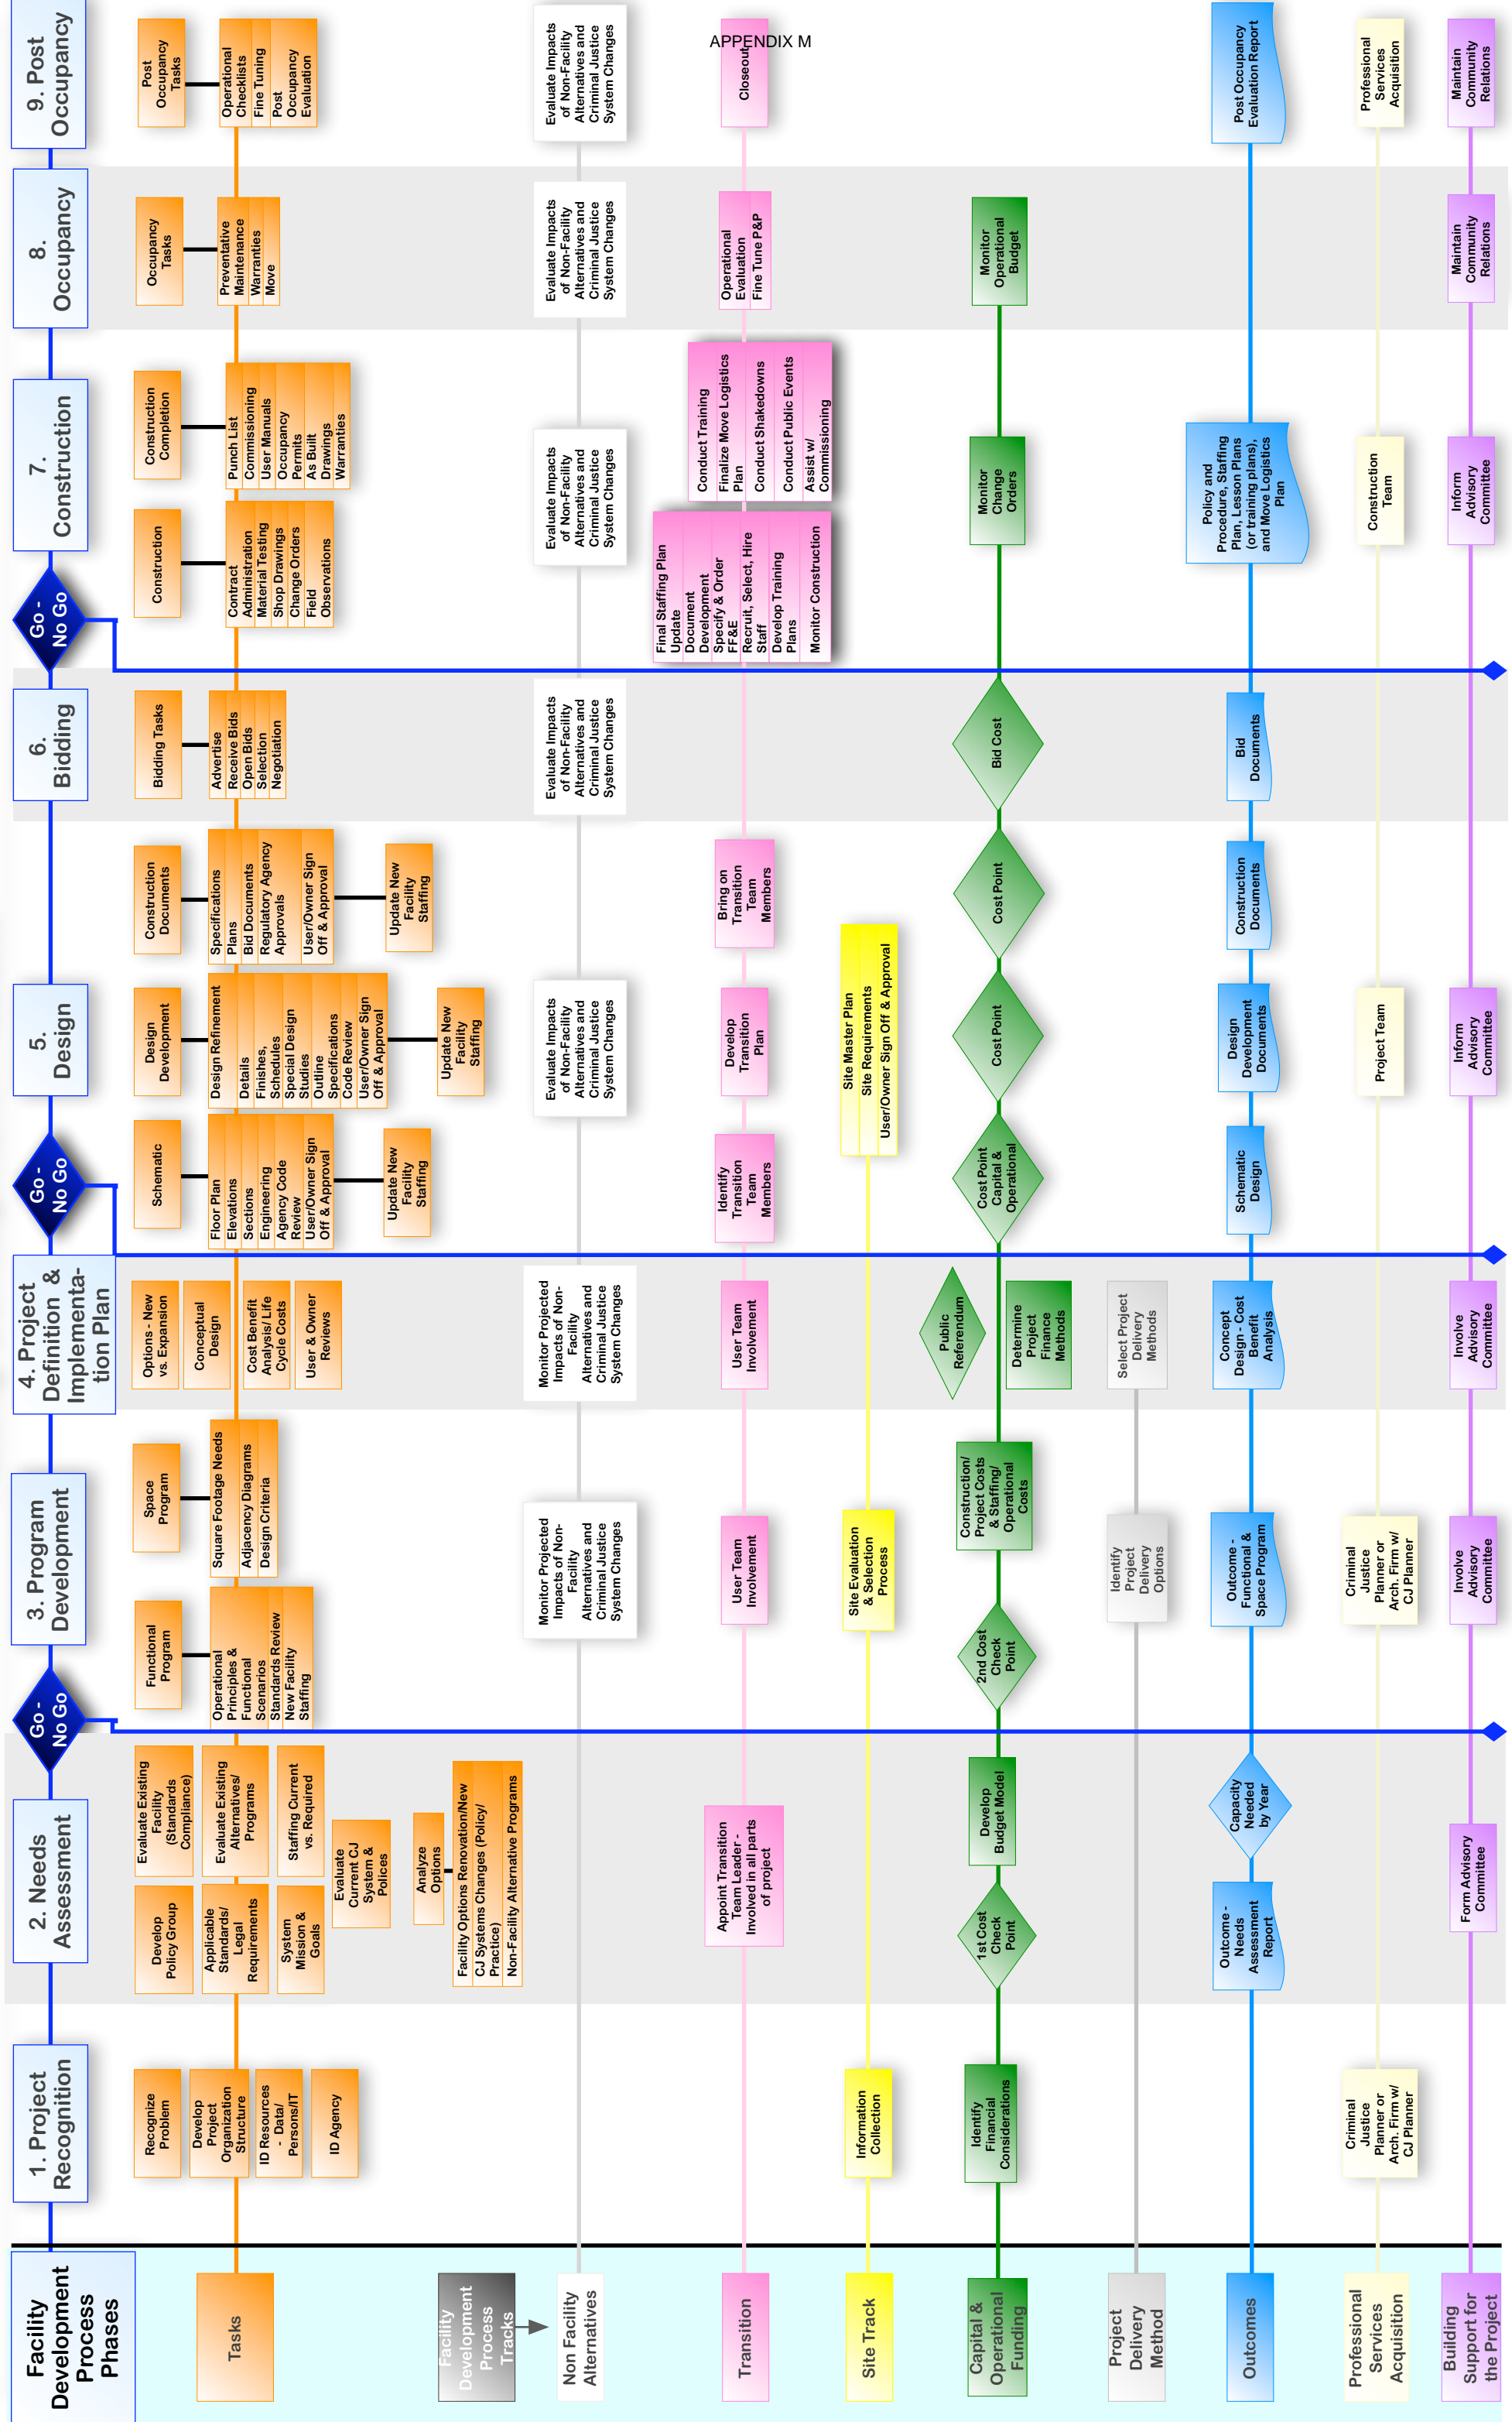 APPENDIX M
Facility
Development
Process
Phases
1. Project
Recognition
2. Needs
Assessment
Go -
No Go
3. Program
Development
4. Project
Definition &
Implementa-
tion Plan
Go -
No Go
5.
Design
6.
Bidding
Go -
No Go
7.
Construction
8.
Occupancy
9. Post
Occupancy
Tasks
Recognize
Problem
Develop
Project
Organization
Structure
ID Resources
- Data/
Persons/IT
ID Agency
Develop
Policy Group
Applicable
Standards/
Legal
Requirements
System
Mission &
Goals
Evaluate Existing
Facility
(Standards
Compliance)
Evaluate Existing
Alternatives/
Programs
Staffing Current
vs. Required
Evaluate
Current CJ
System &
Polices
Analyze
Options
Facility Options Renovation/New
CJ Systems Changes (Policy/
Practice)
Non-Facility Alternative Programs
Functional
Program
Operational
Principles &
Functional
Scenarios
Standards Review
New Facility
Staffing
Space
Program
Square Footage Needs
Adjacency Diagrams
Design Criteria
Options - New
vs. Expansion
Conceptual
Design
Cost Benefit
Analysis/ Life
Cycle Costs
User & Owner
Reviews
Schematic
Floor Plan
Elevations
Sections
Engineering
Agency Code
Review
User/Owner Sign
Off & Approval
Update New
Facility
Staffing
Design
Development
Design Refinement
Details
Finishes,
Schedules
Special Design
Studies
Outline
Specifications
Code Review
User/Owner Sign
Off & Approval
Update New
Facility
Staffing
Construction
Documents
Specifications
Plans
Bid Documents
Regulatory Agency
Approvals
User/Owner Sign
Off & Approval
Update New
Facility
Staffing
Bidding Tasks
Advertise
Receive Bids
Open Bids
Selection
Negotiation
Construction
Contract
Administration
Material Testing
Shop Drawings
Change Orders
Field
Observations
Construction
Completion
Punch List
Commissioning
User Manuals
Occupancy
Permits
As Built
Drawings
Warranties
Occupancy
Tasks
Preventative
Maintenance
Warranties
Move
Post
Occupancy
Tasks
Operational
Checklists
Fine Tuning
Post
Occupancy
Evaluation
Facility
Development
Process
Tracks
Non Facility
Alternatives
Monitor Projected
Impacts of Non-
Facility
Alternatives and
Criminal Justice
System Changes
Monitor Projected
Impacts of Non-
Facility
Alternatives and
Criminal Justice
System Changes
Evaluate Impacts
of Non-Facility
Alternatives and
Criminal Justice
System Changes
Evaluate Impacts
of Non-Facility
Alternatives and
Criminal Justice
System Changes
Evaluate Impacts
of Non-Facility
Alternatives and
Criminal Justice
System Changes
Evaluate Impacts
of Non-Facility
Alternatives and
Criminal Justice
System Changes
Evaluate Impacts
of Non-Facility
Alternatives and
Criminal Justice
System Changes
Transition
Appoint Transition
Team Leader -
Involved in all parts
of project
User Team
Involvement
User Team
Involvement
Identify
Transition
Team
Members
Develop
Transition
Plan
Bring on
Transition
Team
Members
Final Staffing Plan
Update
Document
Development
Specify & Order
FF&E
Recruit, Select, Hire
Staff
Develop Training
Plans
Monitor Construction
Conduct Training
Finalize Move Logistics
Plan
Conduct Shakedowns
Conduct Public Events
Assist w/
Commissioning
Operational
Evaluation
Fine Tune P&P
Closeout
Site Track
Information
Collection
Site Evaluation
& Selection
Process
Site Master Plan
Site Requirements
User/Owner Sign Off & Approval
Capital &
Operational
Funding
Identify
Financial
Considerations
1st Cost
Check
Point
Develop
Budget Model
2nd Cost
Check
Point
Construction/
Project Costs
& Staffing/
Operational
Costs
Public
Referendum
Determine
Project
Finance
Methods
Cost Point
Capital &
Operational
Cost Point
Cost Point
Bid Cost
Monitor
Change
Orders
Monitor
Operational
Budget
Project
Delivery
Method
Identify
Project
Delivery
Options
Select Project
Delivery
Methods
Outcomes
Outcome -
Needs
Assessment
Report
Capacity
Needed
by Year
Outcome -
Functional &
Space Program
Concept
Design - Cost
Benefit
Analysis
Schematic
Design
Design
Development
Documents
Construction
Documents
Bid
Documents
Policy and
Procedure, Staffing
Plan, Lesson Plans
(or training plans),
and Move Logistics
Plan
Post Occupancy
Evaluation Report
Professional
Services
Acquisition
Criminal
Justice
Planner or
Arch. Firm w/
CJ Planner
Criminal
Justice
Planner or
Arch. Firm w/
CJ Planner
Project Team
Construction
Team
Professional
Services
Acquisition
Building
Support for
the Project
Form Advisory
Committee
Involve
Advisory
Committee
Involve
Advisory
Committee
Inform
Advisory
Committee
Inform
Advisory
Committee
Maintain
Community
Relations
Maintain
Community
Relations